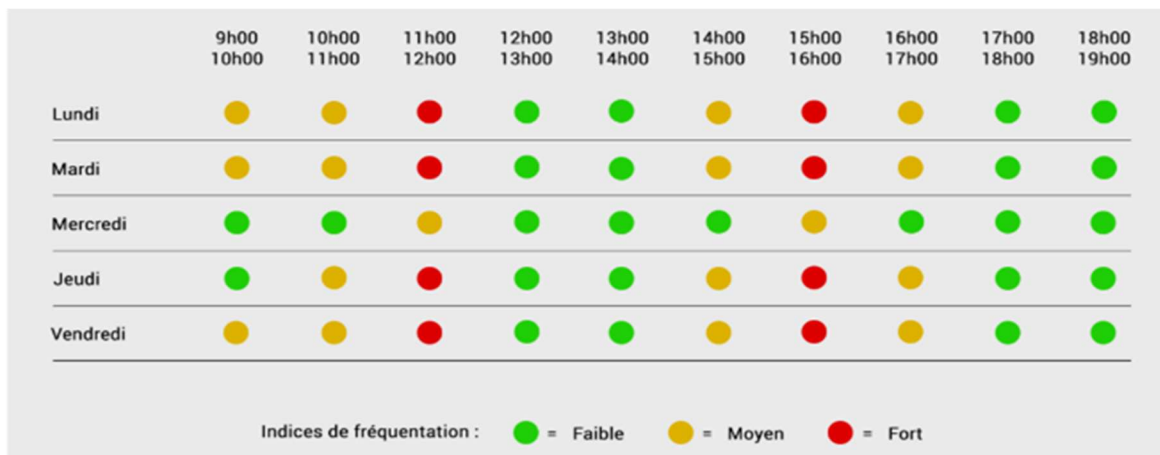 9h00 10h00 11h00 12h00 13h00 14h00 15h00 16h00 17h00 18h00
10h00 11h00 12h00 13h00 14h00 15h00 16h00 17h00 18h00 19h00
Lundi
Mardi
Mercredi
Jeudi
Vendredi
Indices de fréquentation : = Faible = Moyen = Fort